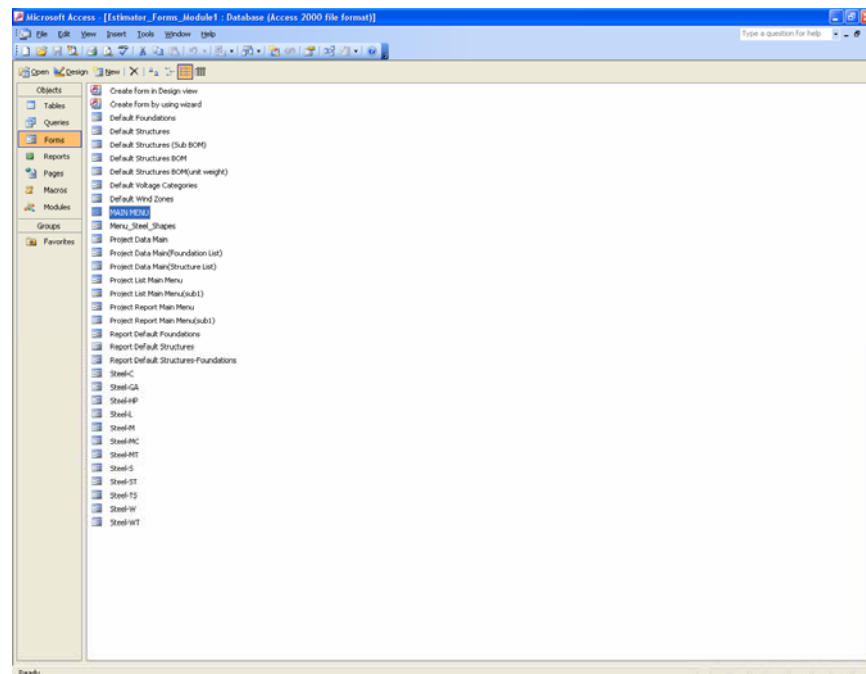 Microsoft Access - [Estimator_Forms_Module1 : Database (Access 2000 file format)]
File Edit View Insert Tools Window Help
Type a question for help
Open Design New
Objects
Tables
Queries
Forms
Reports
Pages
Macros
Modules
Groups
Favorites
Create form in Design view
Create form by using wizard
Default Foundations
Default Structures
Default Structures (Sub BOM)
Default Structures BOM
Default Structures BOM(unit weight)
Default Voltage Categories
Default Wind Zones
MAIN MENU
Menu_Steel_Shapes
Project Data Main
Project Data Main(Foundation List)
Project Data Main(Structure List)
Project List Main Menu
Project List Main Menu(sub1)
Project Report Main Menu
Project Report Main Menu(sub1)
Report Default Foundations
Report Default Structures
Report Default Structures-Foundations
Steel-C
Steel-GA
Steel-HP
Steel-L
Steel-M
Steel-MC
Steel-MT
Steel-S
Steel-ST
Steel-TS
Steel-W
Steel-WT
Ready